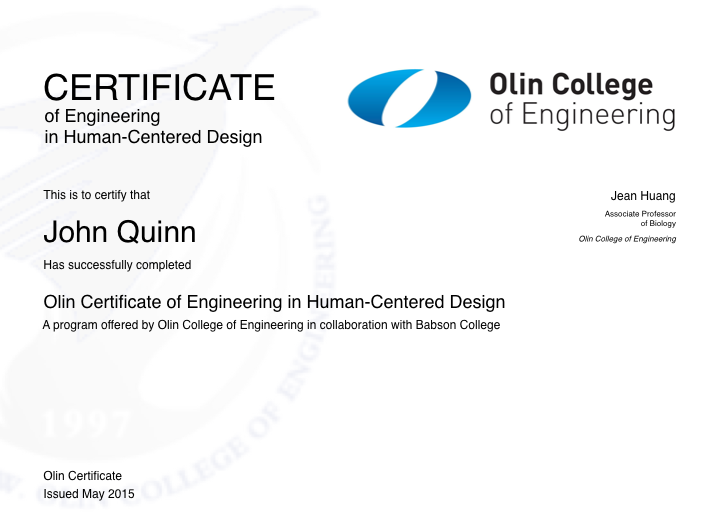 CERTIFICATE
of Engineering
in Human-Centered Design
Olin College
of Engineering
This is to certify that
John Quinn
Has successfully completed
Jean Huang
Associate Professor
of Biology
Olin College of Engineering
Olin Certificate of Engineering in Human-Centered Design
A program offered by Olin College of Engineering in collaboration with Babson College
1997
W. OLIN COLLEGE OF ENGINEERING
Olin Certificate
Issued May 2015